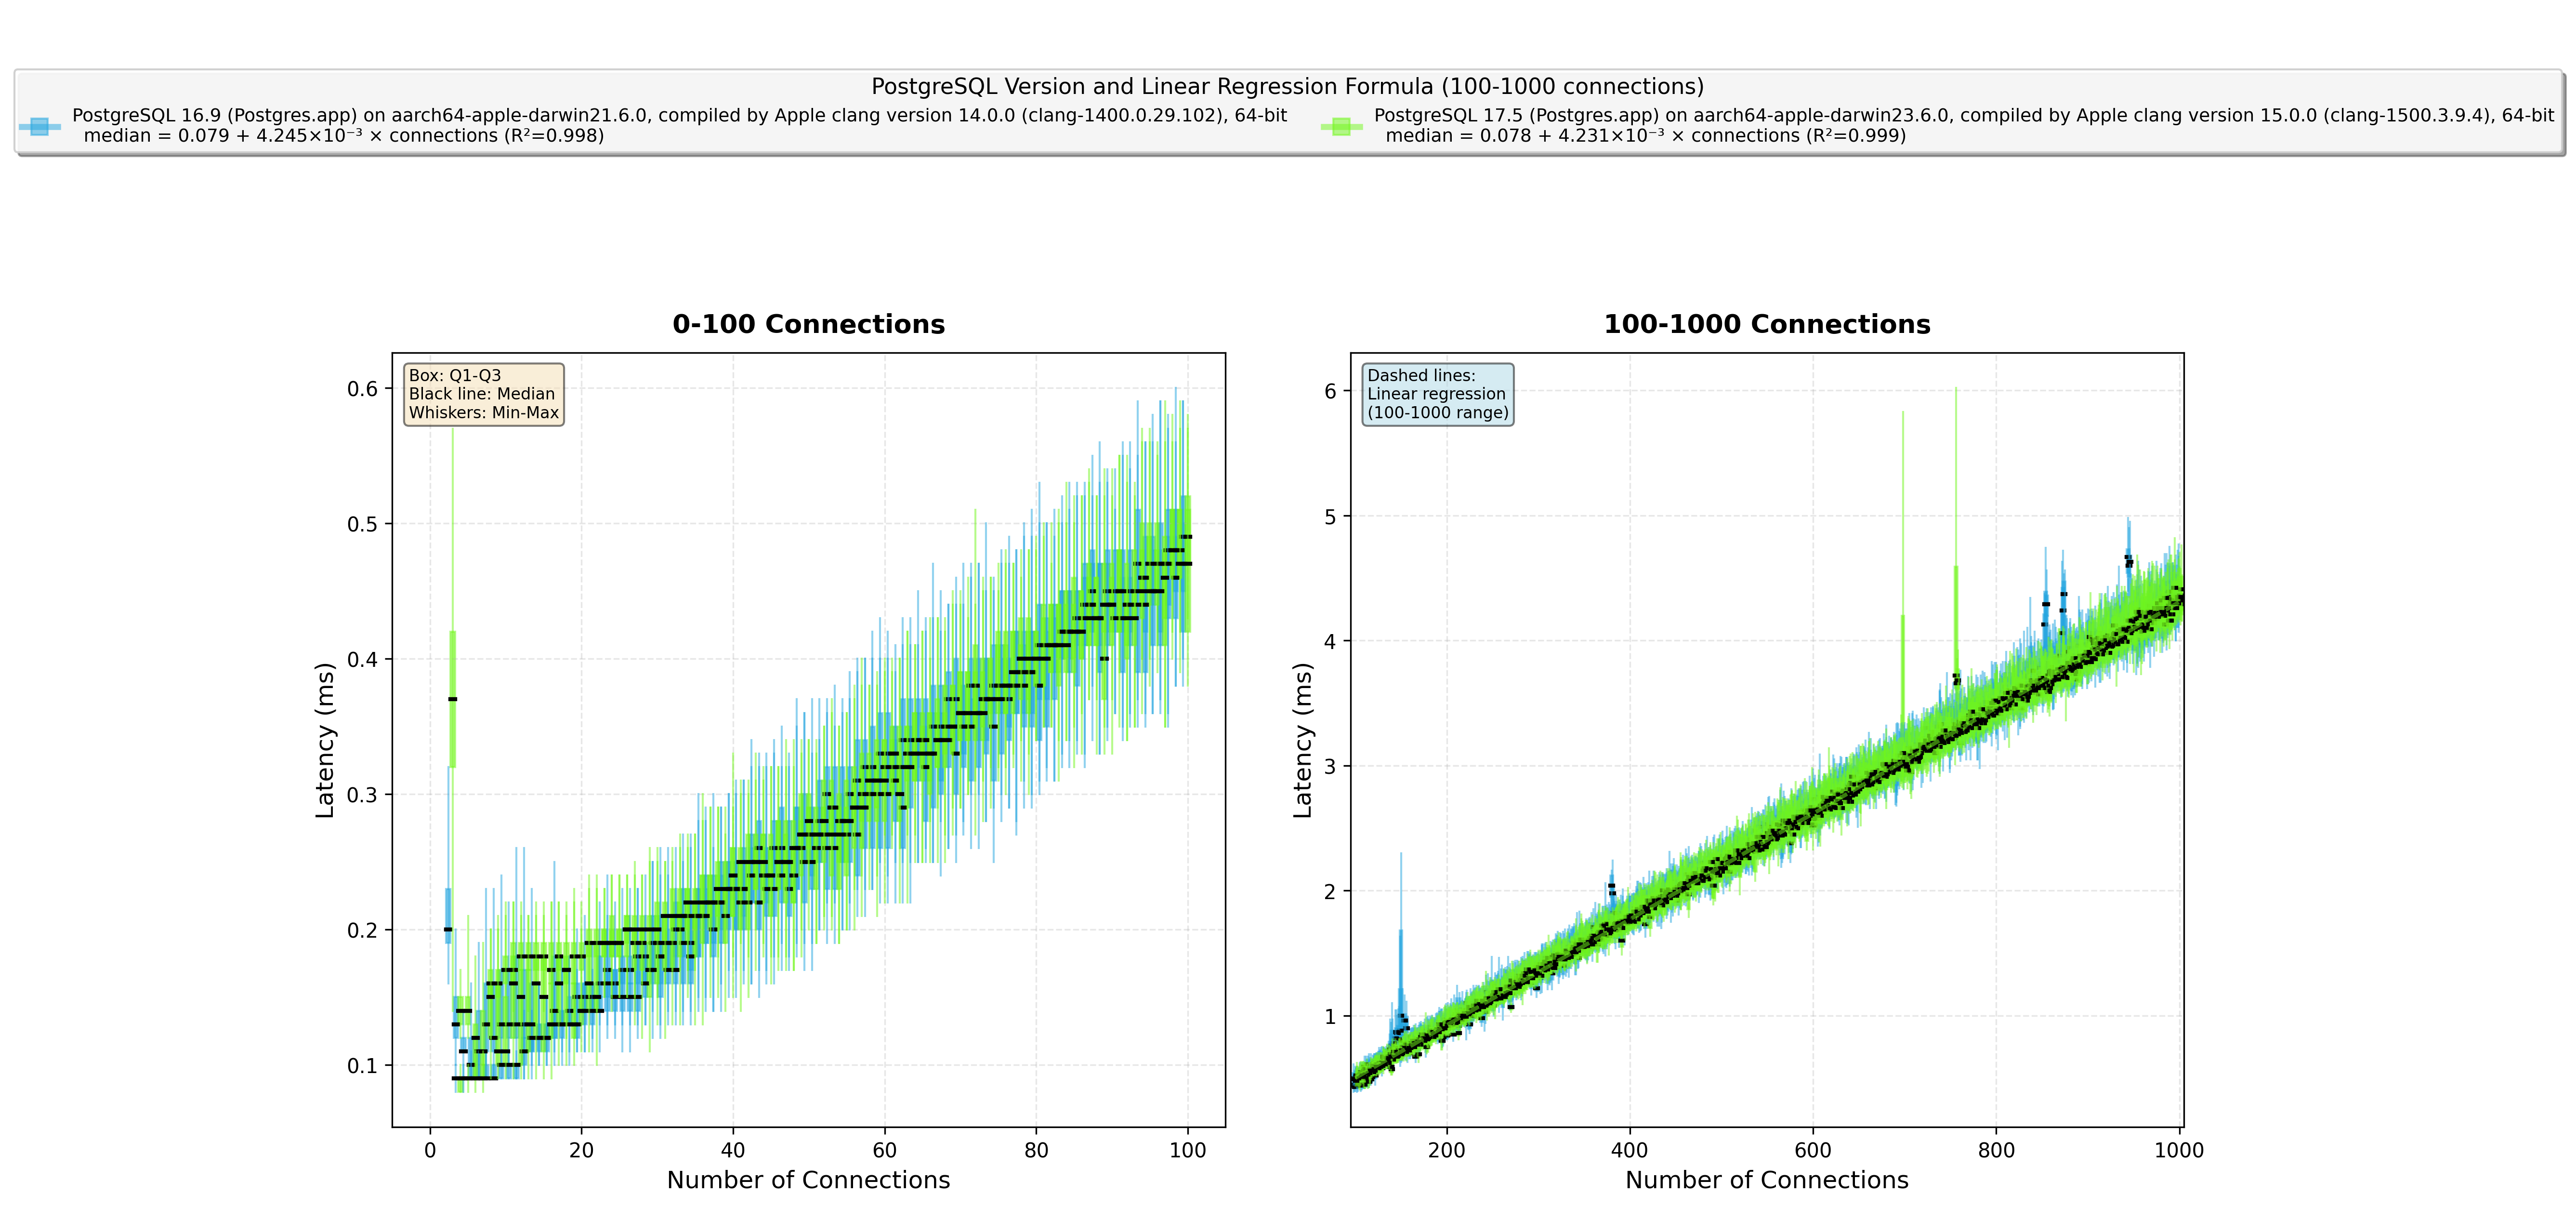 PostgreSQL Version and Linear Regression Formula (100-1000 connections)
PostgreSQL 16.9 (Postgres.app) on aarch64-apple-darwin21.6.0, compiled by Apple clang version 14.0.0 (clang-1400.0.29.102), 64-bit
median = 0.079 + 4.245×10⁻³ × connections (R²=0.998)
PostgreSQL 17.5 (Postgres.app) on aarch64-apple-darwin23.6.0, compiled by Apple clang version 15.0.0 (clang-1500.3.9.4), 64-bit
median = 0.078 + 4.231×10⁻³ × connections (R²=0.999)
0-100 Connections
Box: Q1-Q3
Black line: Median
Whiskers: Min-Max
Latency (ms)
0.6
0.5
0.4
0.3
0.2
0.1
0 20 40 60 80 100
Number of Connections
100-1000 Connections
Dashed lines:
Linear regression
(100-1000 range)
Latency (ms)
6
5
4
3
2
1
200 400 600 800 1000
Number of Connections